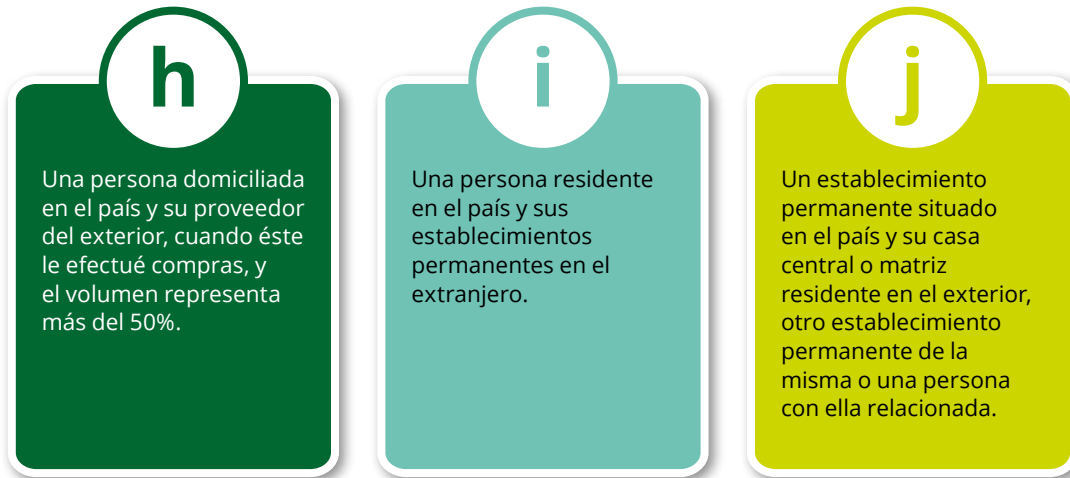 h
Una persona domiciliada
en el país y su proveedor
del exterior, cuando éste
le efectué compras, y
el volumen representa
más del 50%.
i
Una persona residente
en el país y sus
establecimientos
permanentes en el
extranjero.
j
Un establecimiento
permanente situado
en el país y su casa
central o matriz
residente en el exterior,
otro establecimiento
permanente de la
misma o una persona
con ella relacionada.